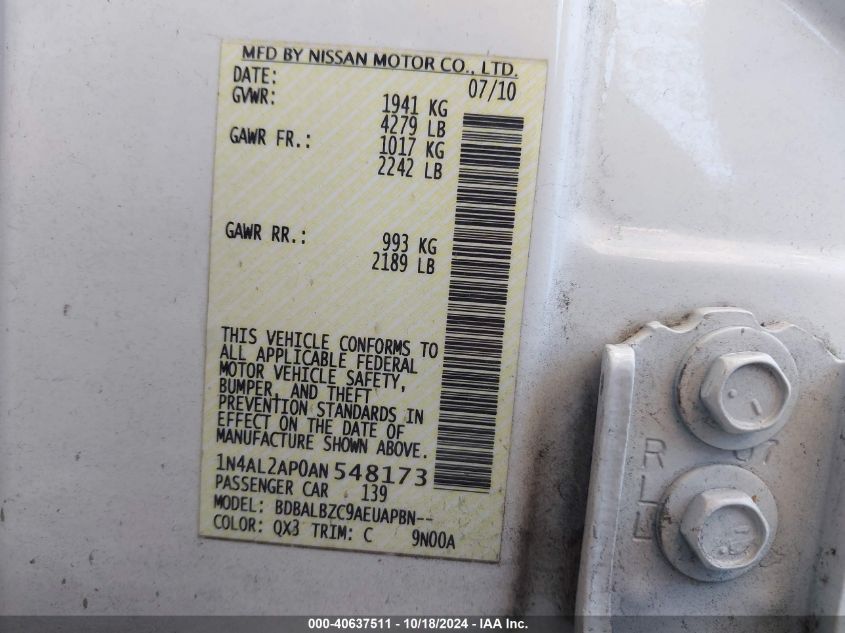 MFD BY NISSAN MOTOR CO., LTD.
DATE: 07/10
GVWR: 1941 KG
4279 LB
GAWR FR.: 1017 KG
2242 LB
GAWR RR.: 993 KG
2189 LB
THIS VEHICLE CONFORMS TO
ALL APPLICABLE FEDERAL
MOTOR VEHICLE SAFETY,
BUMPER, AND THEFT
PREVENTION STANDARDS IN
EFFECT ON THE DATE OF
MANUFACTURE SHOWN ABOVE.
1N4AL2AP0AN548173
PASSENGER CAR 139
MODEL: BDBALBZC9AEUAPBN--
COLOR: QX3 TRIM: C 9N00A
R
L
000-40637511 - 10/18/2024 - IAA Inc.